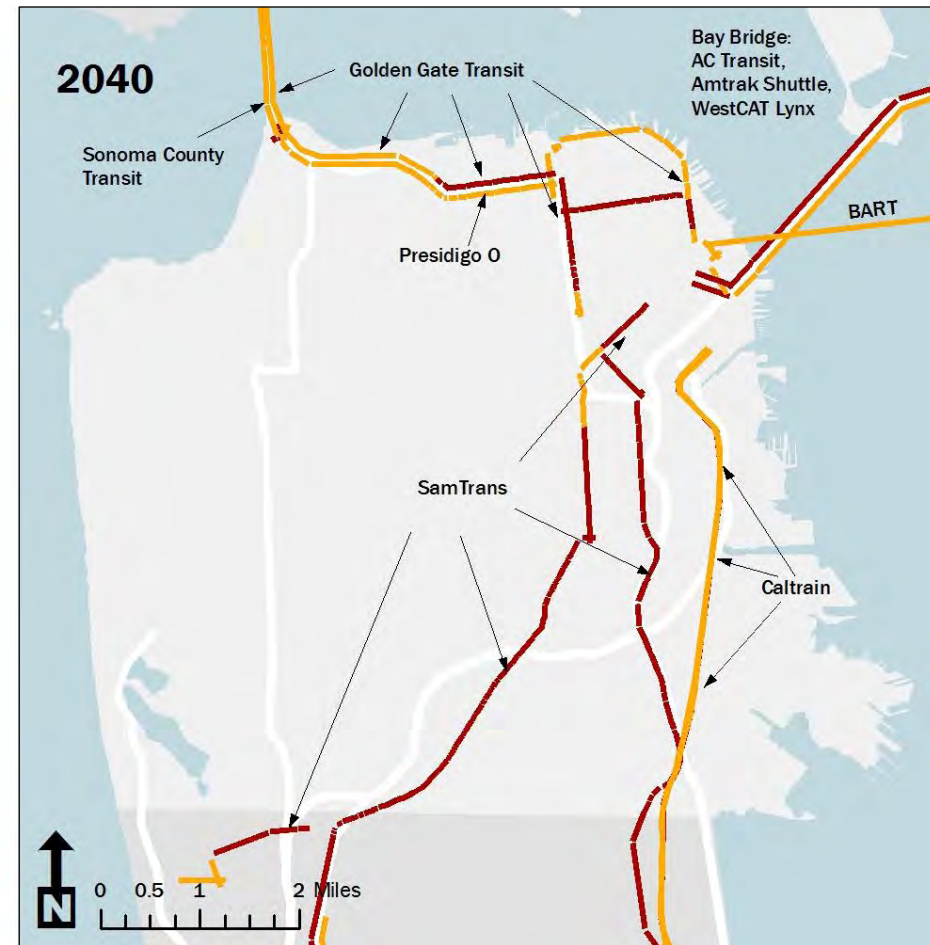 2040
Golden Gate Transit
Bay Bridge:
AC Transit,
Amtrak Shuttle,
WestCAT Lynx
Sonoma County
Transit
BART
Presidigo O
SamTrans
Caltrain
N
0 0.5 1 2 Miles